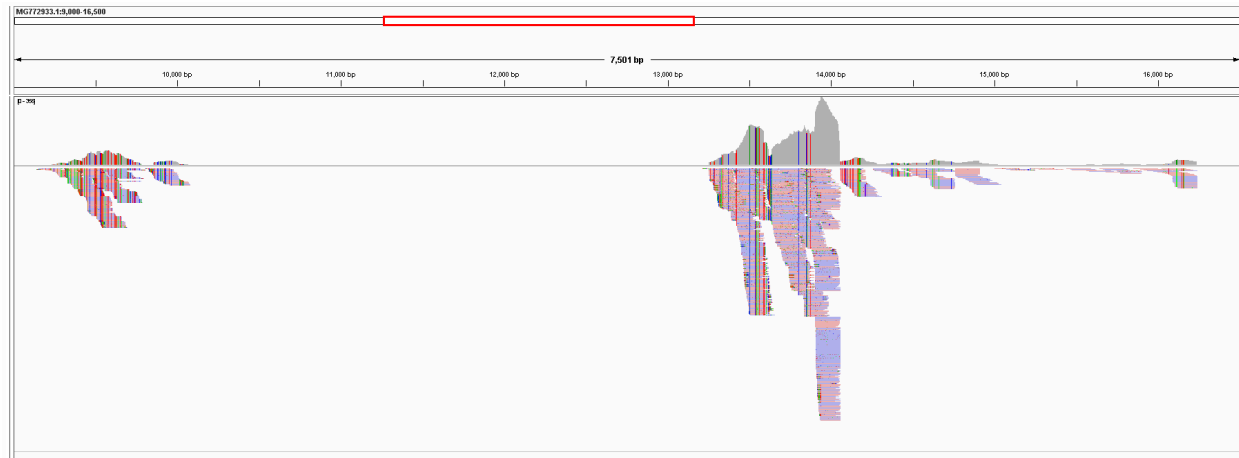 MG772933.1:9,000-16,500
7,501 bp
10,000 bp
11,000 bp
12,000 bp
13,000 bp
14,000 bp
15,000 bp
16,000 bp